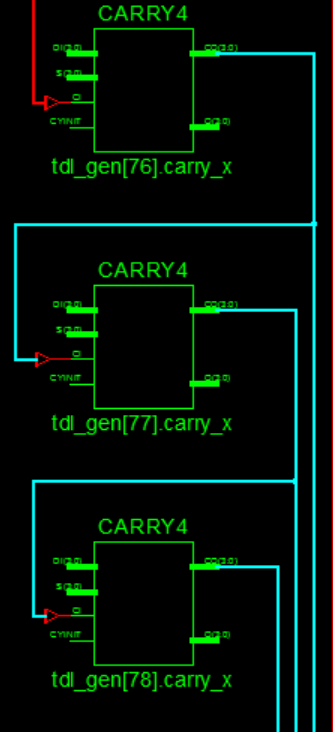 CARRY4
DI(3:0)
CO(3:0)
S(3:0)
CI
CYINIT
O(3:0)
tdl_gen[76].carry_x
CARRY4
DI(3:0)
CO(3:0)
S(3:0)
CI
CYINIT
O(3:0)
tdl_gen[77].carry_x
CARRY4
DI(3:0)
CO(3:0)
S(3:0)
CI
CYINIT
O(3:0)
tdl_gen[78].carry_x